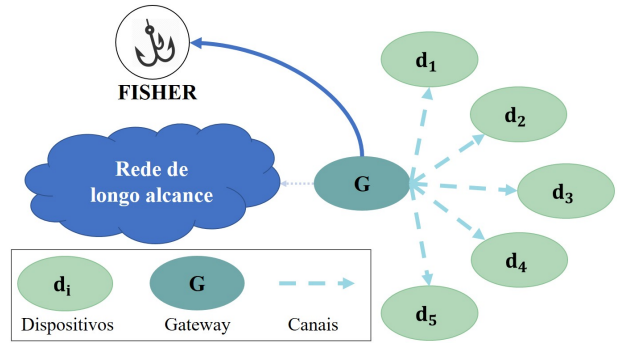 FISHER
Rede de
longo alcance
G
d₁
d₂
d₃
d₄
d₅
dᵢ
G
Dispositivos
Gateway
Canais